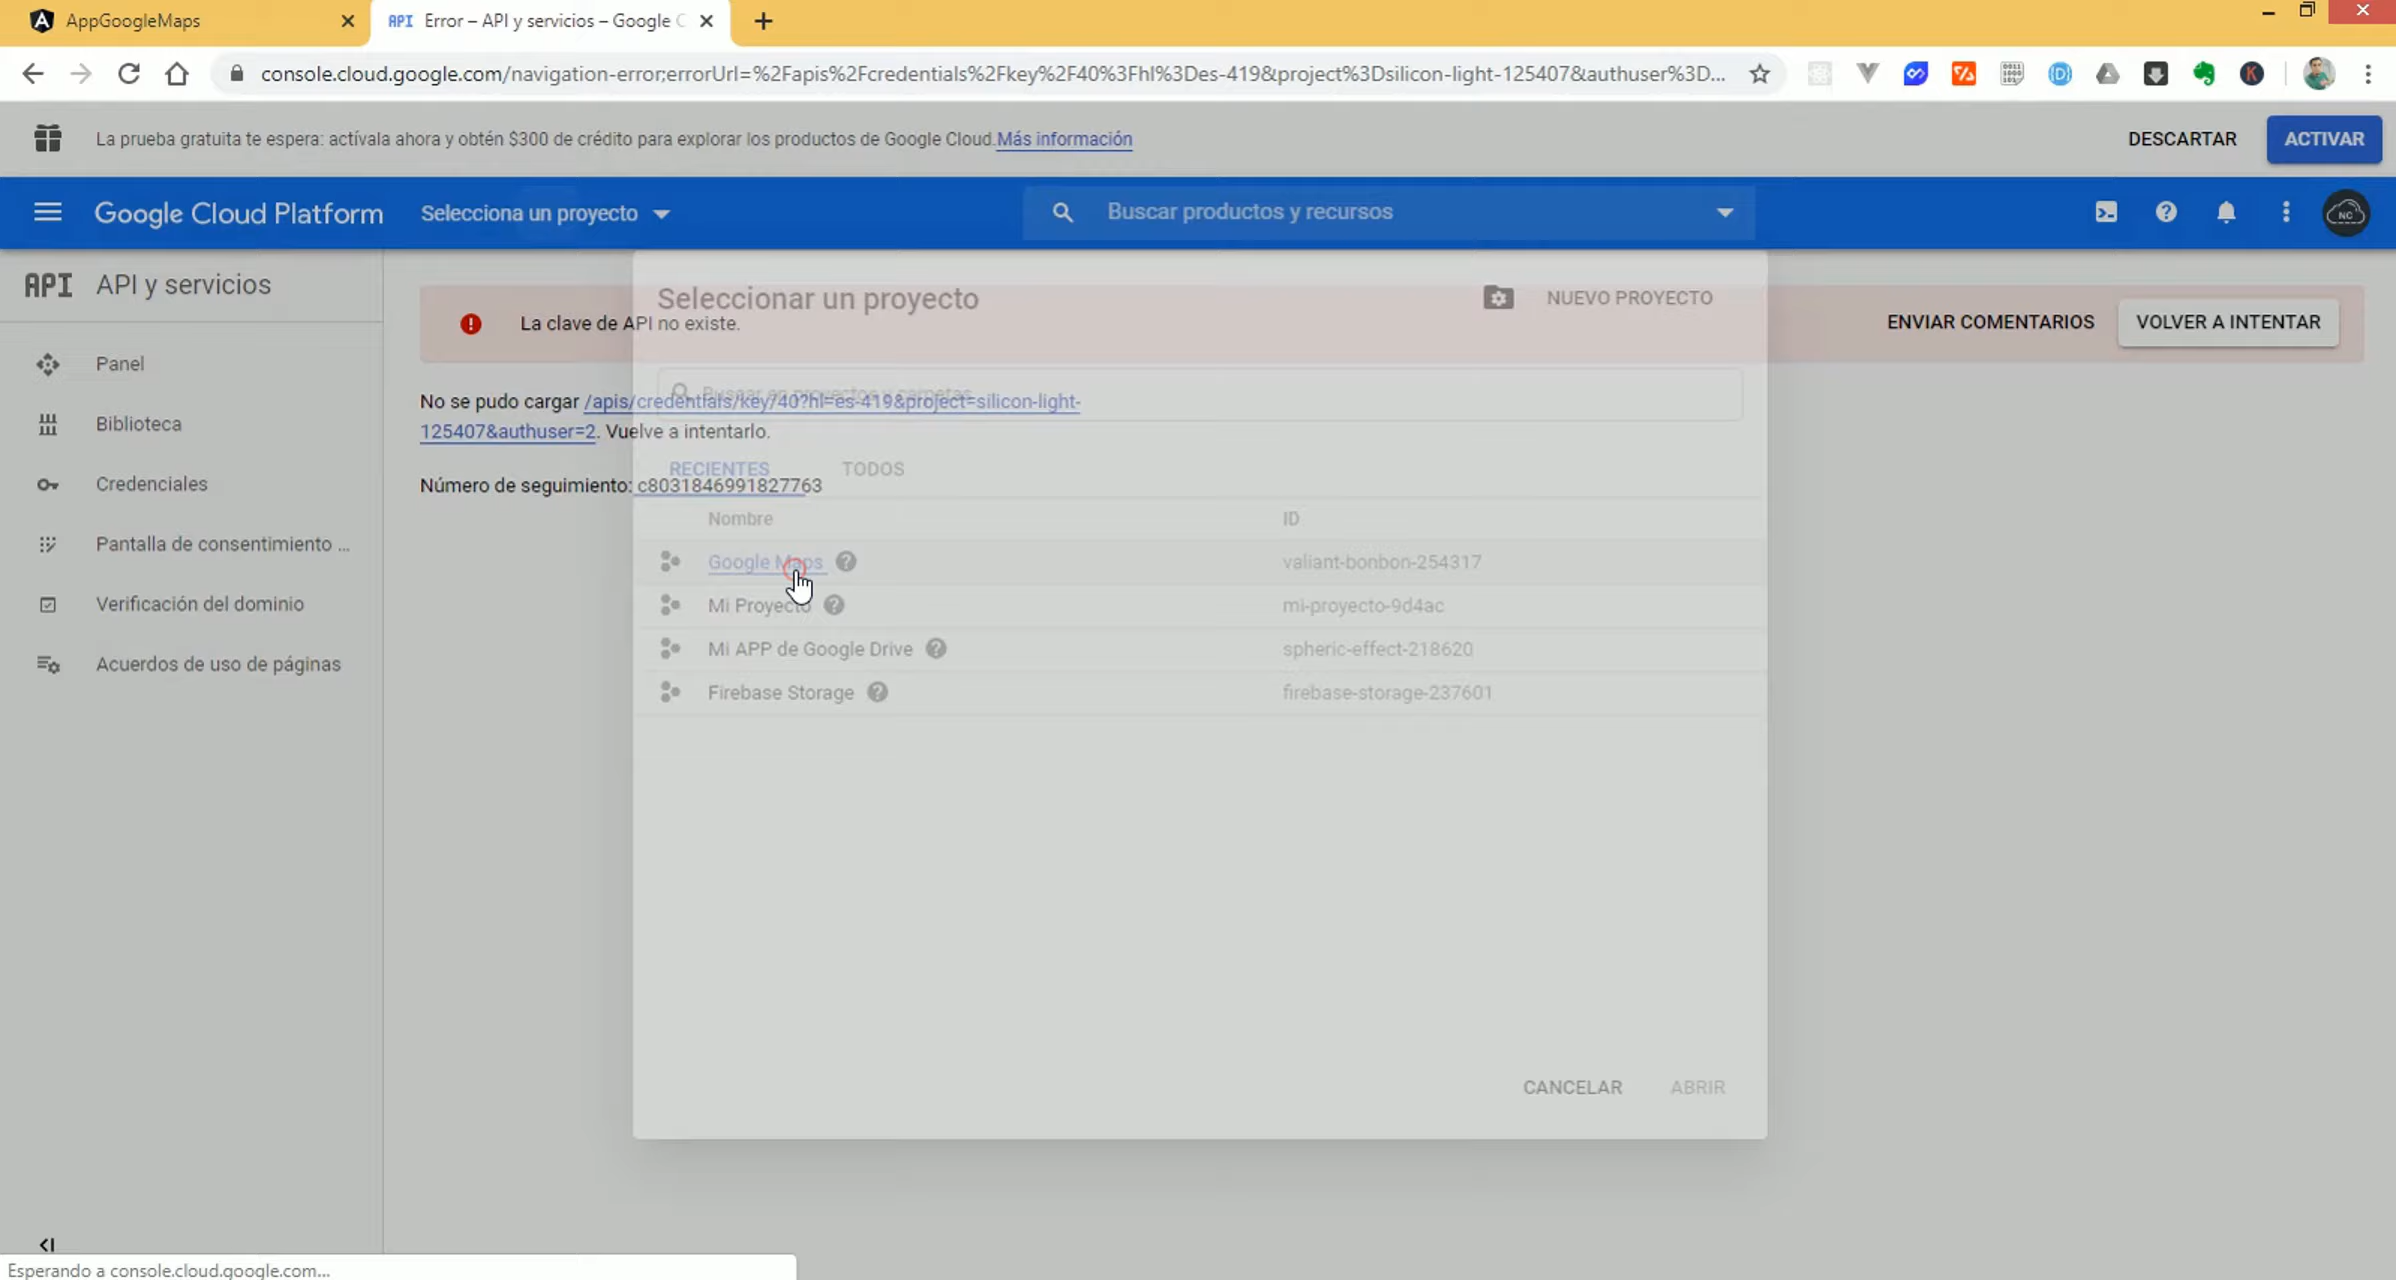 AppGoogleMaps
API Error – API y servicios – Google C
console.cloud.google.com/navigation-error;errorUrl=%2Fapis%2Fcredentials%2Fkey%2F40%3Fhl%3Des-419&project%3Dsilicon-light-125407&authuser%3D...
La prueba gratuita te espera: actívala ahora y obtén $300 de crédito para explorar los productos de Google Cloud. Más información
DESCARTAR
ACTIVAR
Google Cloud Platform
Selecciona un proyecto
Buscar productos y recursos
NC
API API y servicios
Panel
Biblioteca
Credenciales
Pantalla de consentimiento ...
Verificación del dominio
Acuerdos de uso de páginas
La clave de API no existe.
ENVIAR COMENTARIOS
VOLVER A INTENTAR
No se pudo cargar /apis/credentials/key/40?hl=es-419&project=silicon-light-
125407&authuser=2. Vuelve a intentarlo.
Número de seguimiento: c8031846991827763
Seleccionar un proyecto
NUEVO PROYECTO
Buscar en proyectos y carpetas
RECIENTES
TODOS
Nombre
ID
Google Maps
valiant-bonbon-254317
Mi Proyecto
mi-proyecto-9d4ac
Mi APP de Google Drive
spheric-effect-218620
Firebase Storage
firebase-storage-237601
CANCELAR
ABRIR
Esperando a console.cloud.google.com...